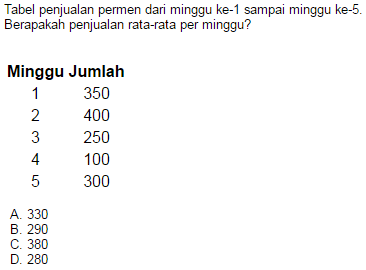 Tabel penjualan permen dari minggu ke-1 sampai minggu ke-5.
Berapakah penjualan rata-rata per minggu?
Minggu Jumlah
1 350
2 400
3 250
4 100
5 300
A. 330
B. 290
C. 380
D. 280